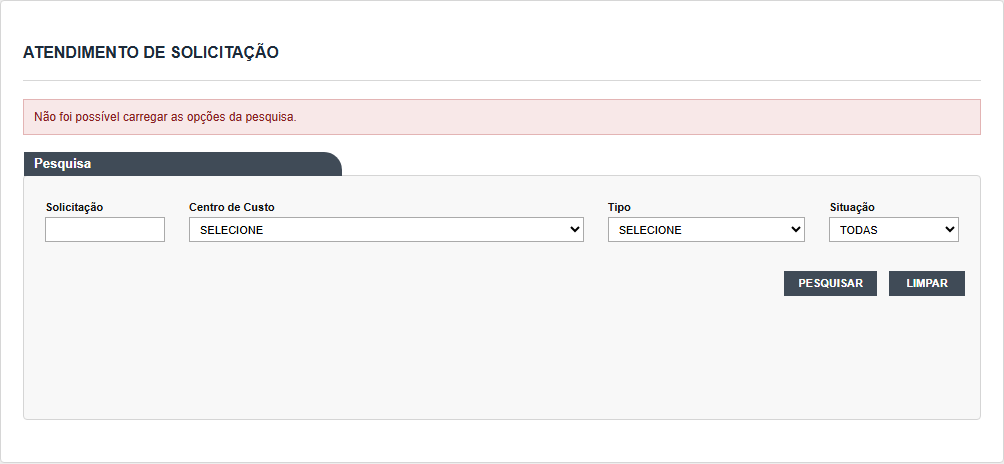 ATENDIMENTO DE SOLICITAÇÃO
Não foi possível carregar as opções da pesquisa.
Pesquisa
Solicitação Centro de Custo Tipo Situação
SELECIONE SELECIONE TODAS
PESQUISAR LIMPAR